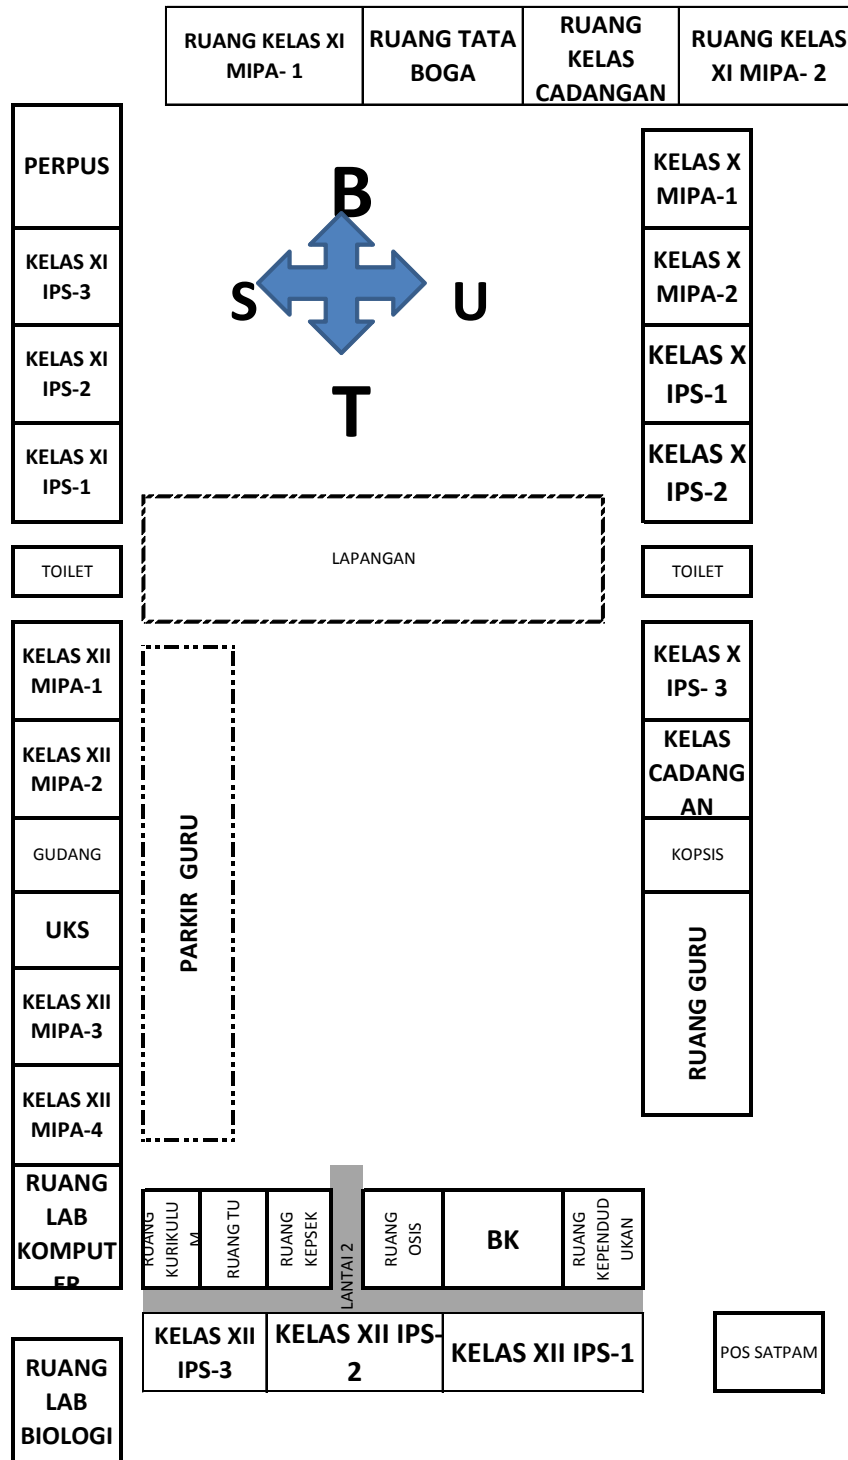 RUANG KELAS XI
MIPA- 1
RUANG TATA
BOGA
RUANG
KELAS
CADANGAN
RUANG KELAS
XI MIPA- 2
PERPUS
KELAS XI
IPS-3
KELAS XI
IPS-2
KELAS XI
IPS-1
TOILET
KELAS XII
MIPA-1
KELAS XII
MIPA-2
GUDANG
UKS
KELAS XII
MIPA-3
KELAS XII
MIPA-4
RUANG
LAB
KOMPUT
ER
RUANG
LAB
BIOLOGI
B
S
U
T
LAPANGAN
PARKIR GURU
KELAS X
MIPA-1
KELAS X
MIPA-2
KELAS X
IPS-1
KELAS X
IPS-2
TOILET
KELAS X
IPS- 3
KELAS
CADANG
AN
KOPSIS
RUANG GURU
RUANG
KURIKULU
M
RUANG TU
RUANG
KEPSEK
LANTAI 2
RUANG
OSIS
BK
RUANG
KEPENDUD
UKAN
KELAS XII
IPS-3
KELAS XII IPS-
2
KELAS XII IPS-1
POS SATPAM